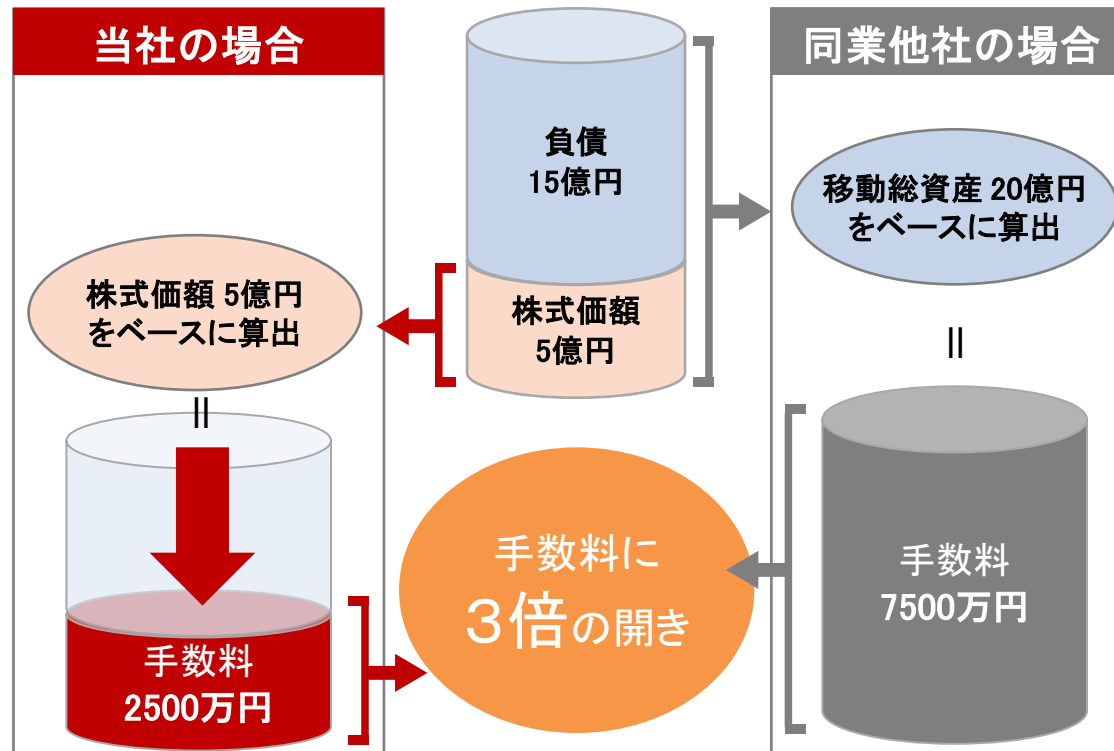 当社の場合
株式価額 5億円
をベースに算出
=
手数料
2500万円
負債
15億円
株式価額
5億円
手数料に
３倍の開き
同業他社の場合
移動総資産 20億円
をベースに算出
=
手数料
7500万円